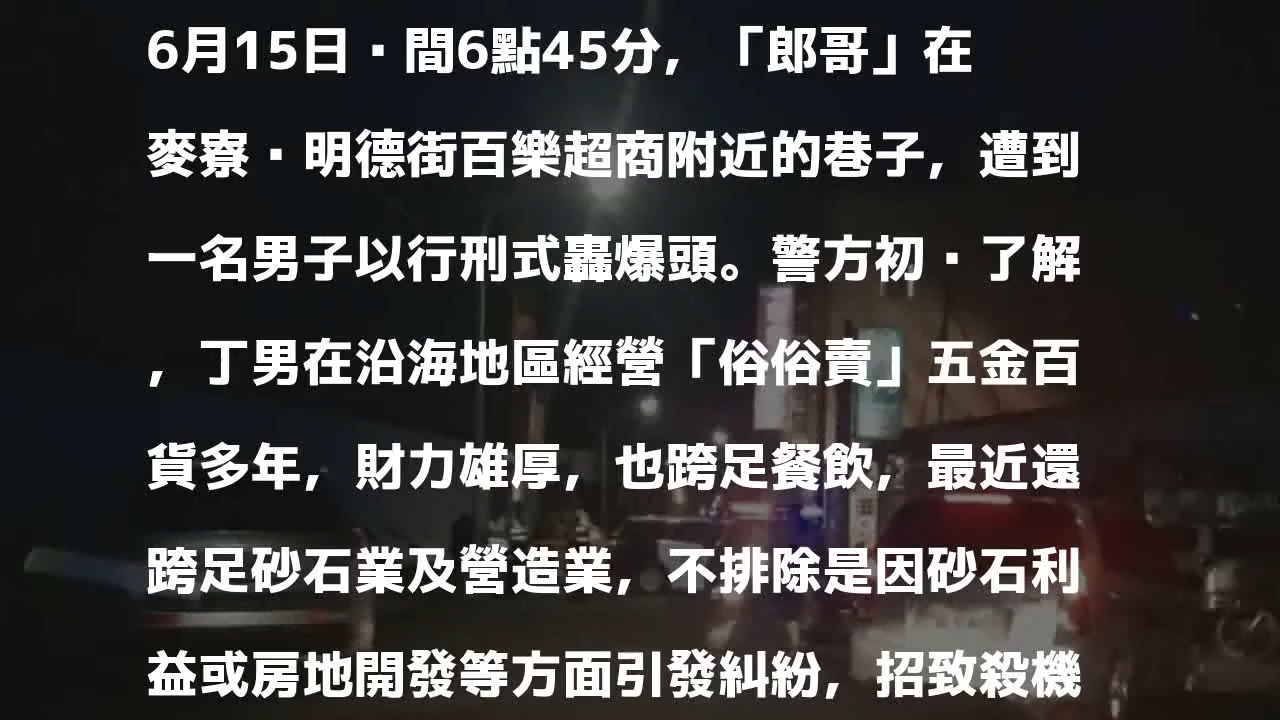 6月15日·間6點45分，「郎哥」在
麥寮·明德街百樂超商附近的巷子，遭到
一名男子以行刑式轟爆頭。警方初·了解
，丁男在沿海地區經營「俗俗賣」五金百
貨多年，財力雄厚，也跨足餐飲，最近還
跨足砂石業及營造業，不排除是因砂石利
益或房地開發等方面引發糾紛，招致殺機